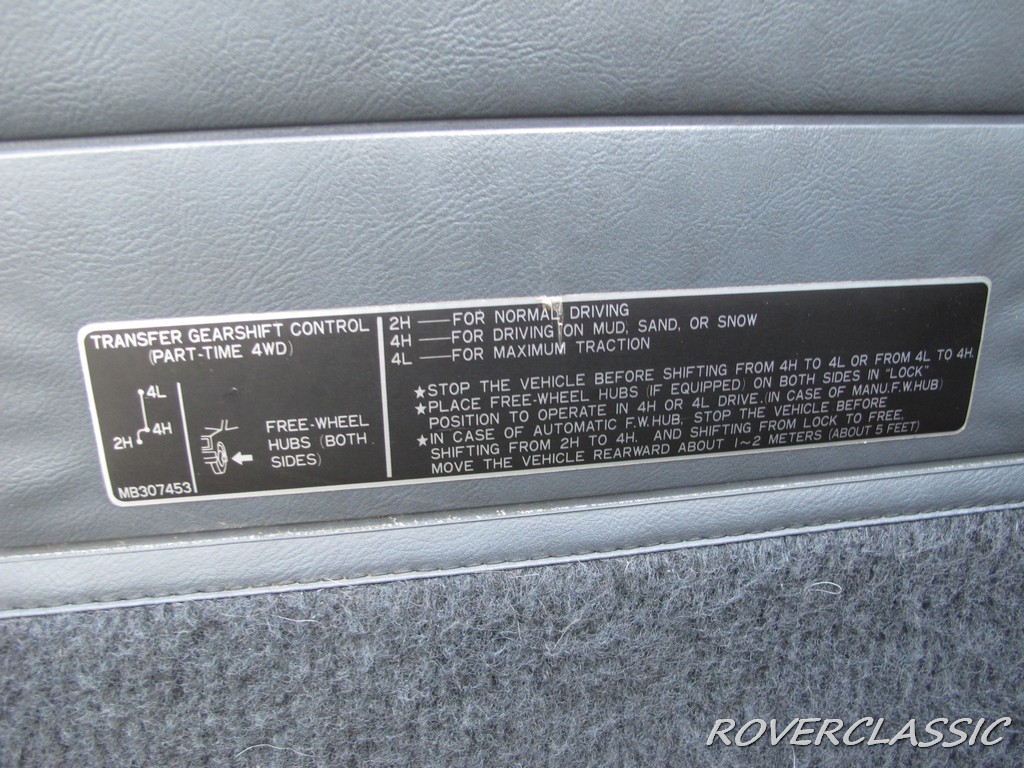 TRANSFER GEARSHIFT CONTROL
(PART-TIME 4WD)
4L
4H
2H
FREE-WHEEL
HUBS (BOTH
SIDES)
MB307453
2H —FOR NORMAL DRIVING
4H —FOR DRIVING ON MUD, SAND, OR SNOW
4L —FOR MAXIMUM TRACTION
★STOP THE VEHICLE BEFORE SHIFTING FROM 4H TO 4L OR FROM 4L TO 4H.
★PLACE FREE-WHEEL HUBS (IF EQUIPPED) ON BOTH SIDES IN "LOCK"
POSITION TO OPERATE IN 4H OR 4L DRIVE.(IN CASE OF MANU.F.W.HUB)
★IN CASE OF AUTOMATIC F.W.HUB, STOP THE VEHICLE BEFORE
SHIFTING FROM 2H TO 4H. AND SHIFTING FROM LOCK TO FREE,
MOVE THE VEHICLE REARWARD ABOUT 1~2 METERS (ABOUT 5 FEET)
ROVERCLASSIC